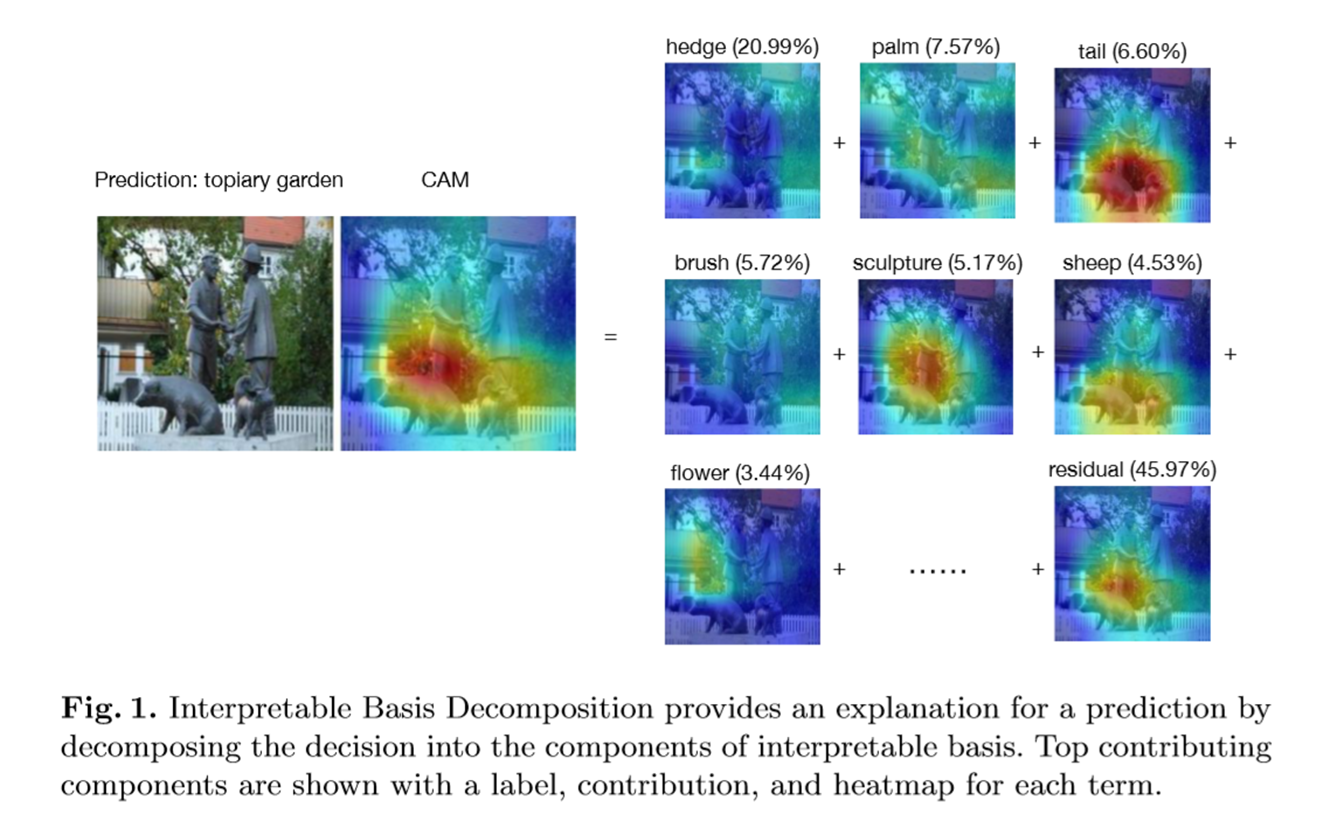 hedge (20.99%) palm (7.57%) tail (6.60%)
+ + +
Prediction: topiary garden CAM
brush (5.72%) sculpture (5.17%) sheep (4.53%)
= + + +
flower (3.44%) residual (45.97%)
+ ...... +
Fig. 1. Interpretable Basis Decomposition provides an explanation for a prediction by
decomposing the decision into the components of interpretable basis. Top contributing
components are shown with a label, contribution, and heatmap for each term.